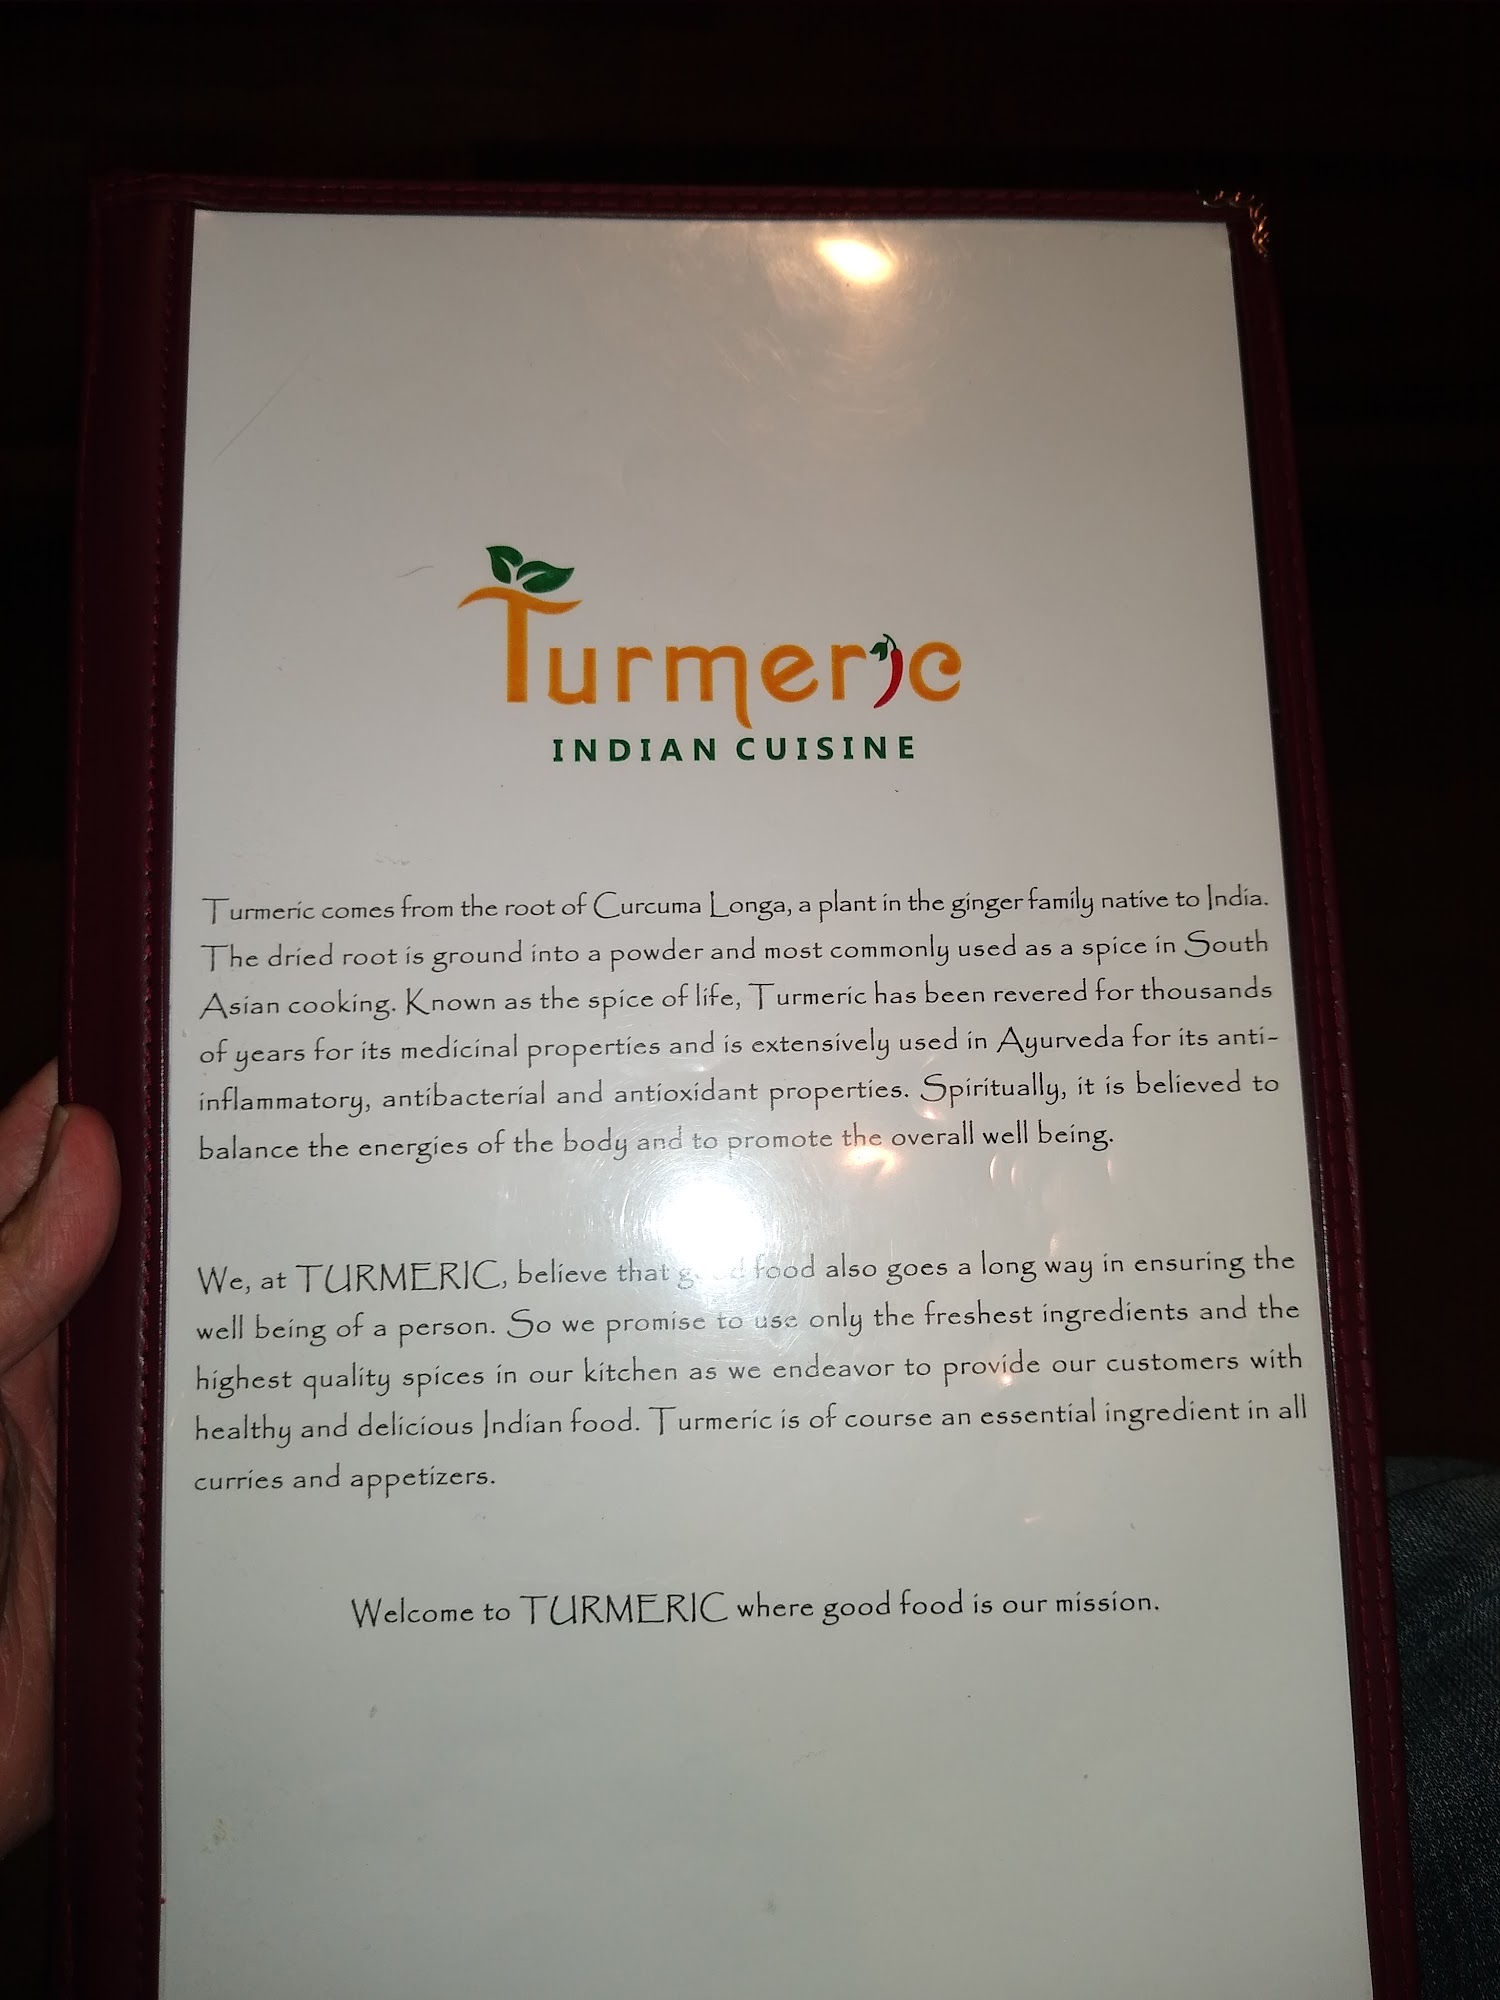 Turmeric
INDIAN CUISINE
Turmeric comes from the root of Curcuma Longa, a plant in the ginger family native to India.
The dried root is ground into a powder and most commonly used as a spice in South
Asian cooking. Known as the spice of life, Turmeric has been revered for thousands
of years for its medicinal properties and is extensively used in Ayurveda for its anti-
inflammatory, antibacterial and antioxidant properties. Spiritually, it is believed to
balance the energies of the body and to promote the overall well being.
We, at TURMERIC, believe that good food also goes a long way in ensuring the
well being of a person. So we promise to use only the freshest ingredients and the
highest quality spices in our kitchen as we endeavor to provide our customers with
healthy and delicious Indian food. Turmeric is of course an essential ingredient in all
curries and appetizers.
Welcome to TURMERIC where good food is our mission.